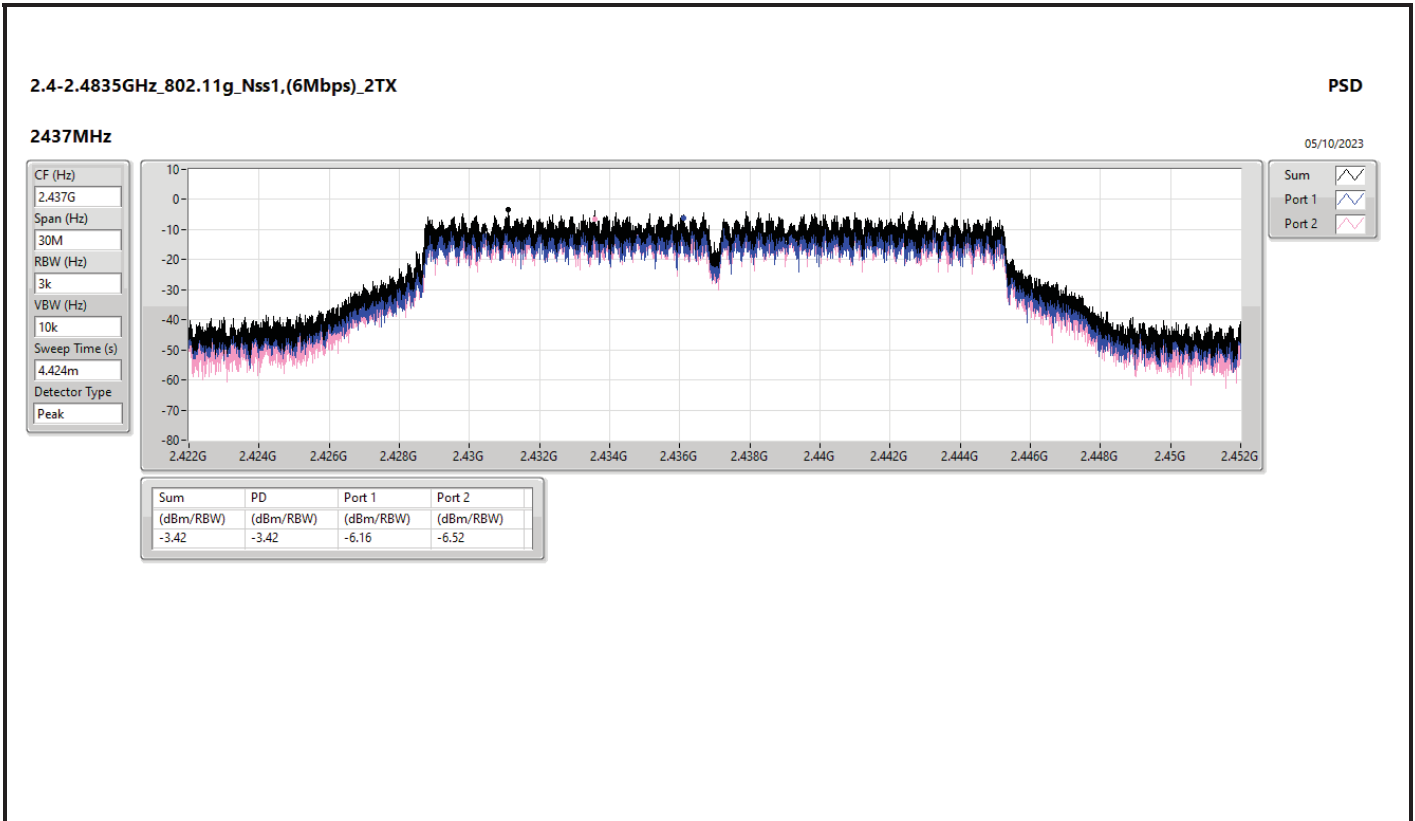 2.4-2.4835GHz_802.11g_Nss1,(6Mbps)_2TX
PSD
2437MHz
05/10/2023
CF (Hz)
2.437G
Span (Hz)
30M
RBW (Hz)
3k
VBW (Hz)
10k
Sweep Time (s)
4.424m
Detector Type
Peak
10
0
-10
-20
-30
-40
-50
-60
-70
-80
2.422G 2.424G 2.426G 2.428G 2.43G 2.432G 2.434G 2.436G 2.438G 2.44G 2.442G 2.444G 2.446G 2.448G 2.45G 2.452G
Sum
Port 1
Port 2
Sum PD Port 1 Port 2
(dBm/RBW) (dBm/RBW) (dBm/RBW) (dBm/RBW)
-3.42 -3.42 -6.16 -6.52